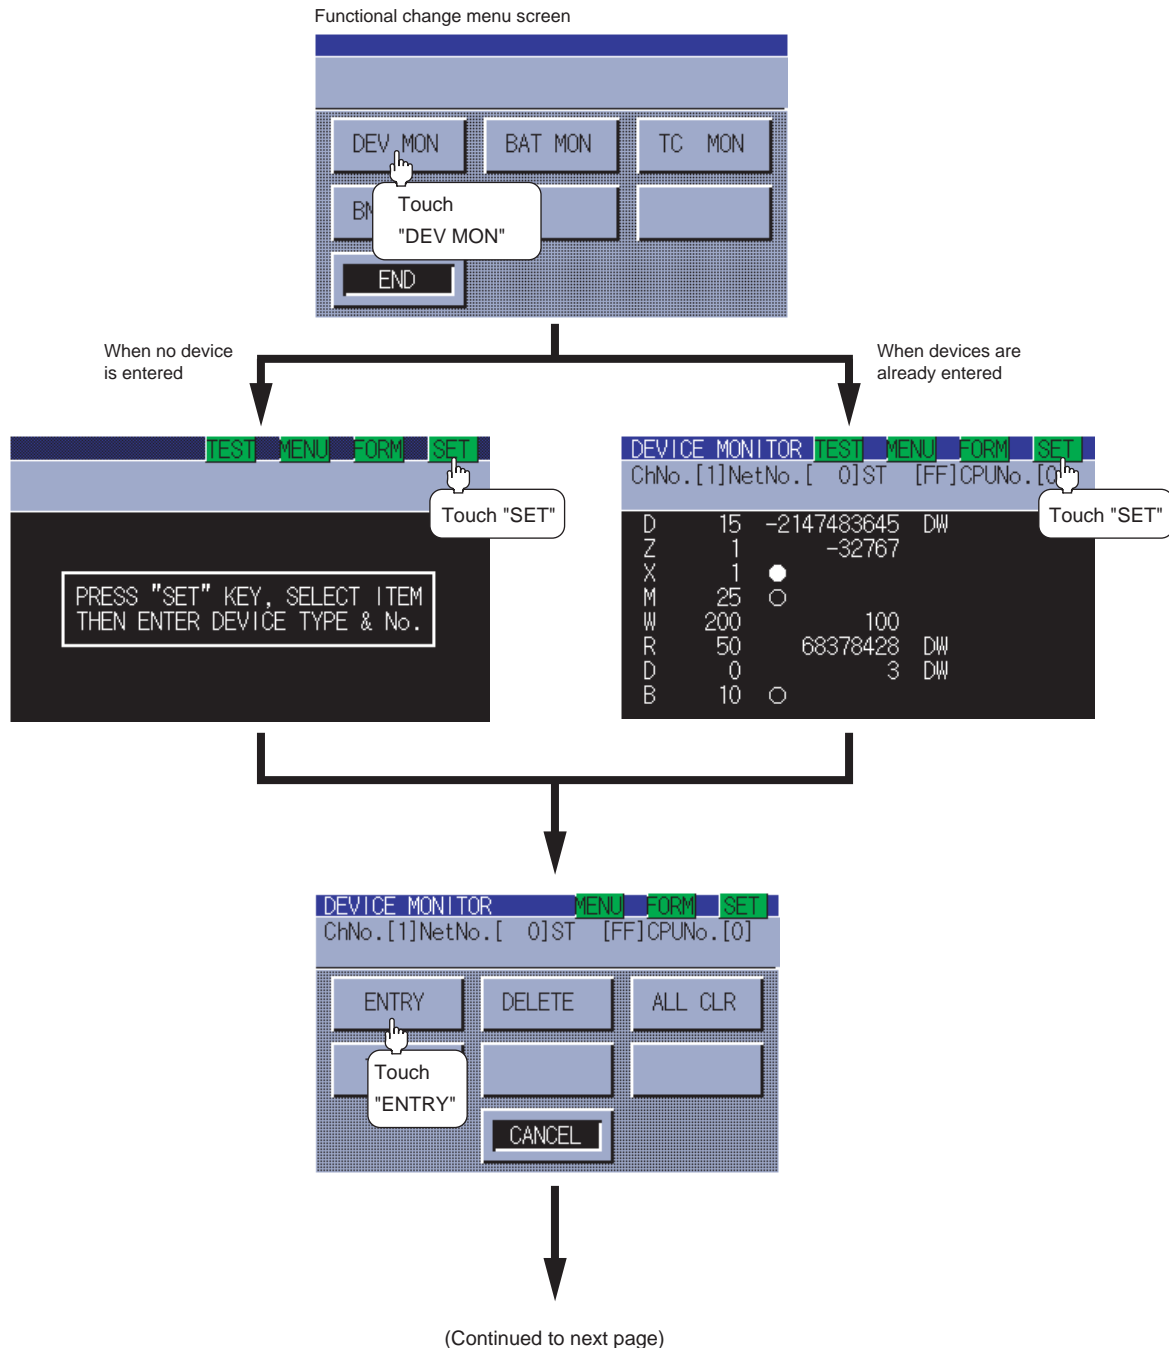 Functional change menu screen
DEV MON BAT MON TC MON
Touch
"DEV MON"
END
When no device
is entered
When devices are
already entered
TEST MENU FORM SET
Touch "SET"
PRESS "SET" KEY, SELECT ITEM
THEN ENTER DEVICE TYPE & No.
DEVICE MONITOR TEST MENU FORM SET
ChNo.[1]NetNo.[ 0]ST [FF]CPUNo.[0
Touch "SET"
D 15 -2147483645 DW
Z 1 -32767
X 1
M 25
W 200 100
R 50 68378428 DW
D 0 3 DW
B 10
DEVICE MONITOR MENU FORM SET
ChNo.[1]NetNo.[ 0]ST [FF]CPUNo.[0]
ENTRY DELETE ALL CLR
Touch
"ENTRY"
CANCEL
(Continued to next page)